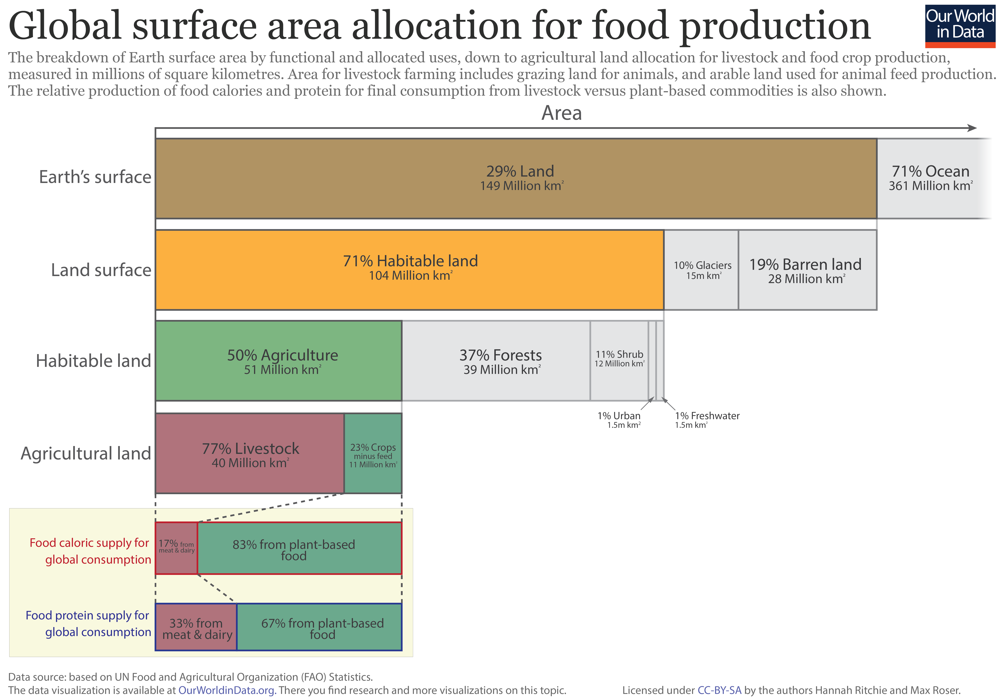 Global surface area allocation for food production
Our World
in Data
The breakdown of Earth surface area by functional and allocated uses, down to agricultural land allocation for livestock and food crop production,
measured in millions of square kilometres. Area for livestock farming includes grazing land for animals, and arable land used for animal feed production.
The relative production of food calories and protein for final consumption from livestock versus plant-based commodities is also shown.
Area
Earth's surface
29% Land
149 Million km²
71% Ocean
361 Million km²
Land surface
71% Habitable land
104 Million km²
10% Glaciers
15m km²
19% Barren land
28 Million km²
Habitable land
50% Agriculture
51 Million km²
37% Forests
39 Million km²
11% Shrub
12 Million km²
1% Urban
1.5m km²
1% Freshwater
1.5m km²
Agricultural land
77% Livestock
40 Million km²
23% Crops
minus feed
11 Million km²
Food caloric supply for
global consumption
17% from
meat & dairy
83% from plant-based
food
Food protein supply for
global consumption
33% from
meat & dairy
67% from plant-based
food
Data source: based on UN Food and Agricultural Organization (FAO) Statistics.
The data visualization is available at OurWorldinData.org. There you find research and more visualizations on this topic.
Licensed under CC-BY-SA by the authors Hannah Ritchie and Max Roser.